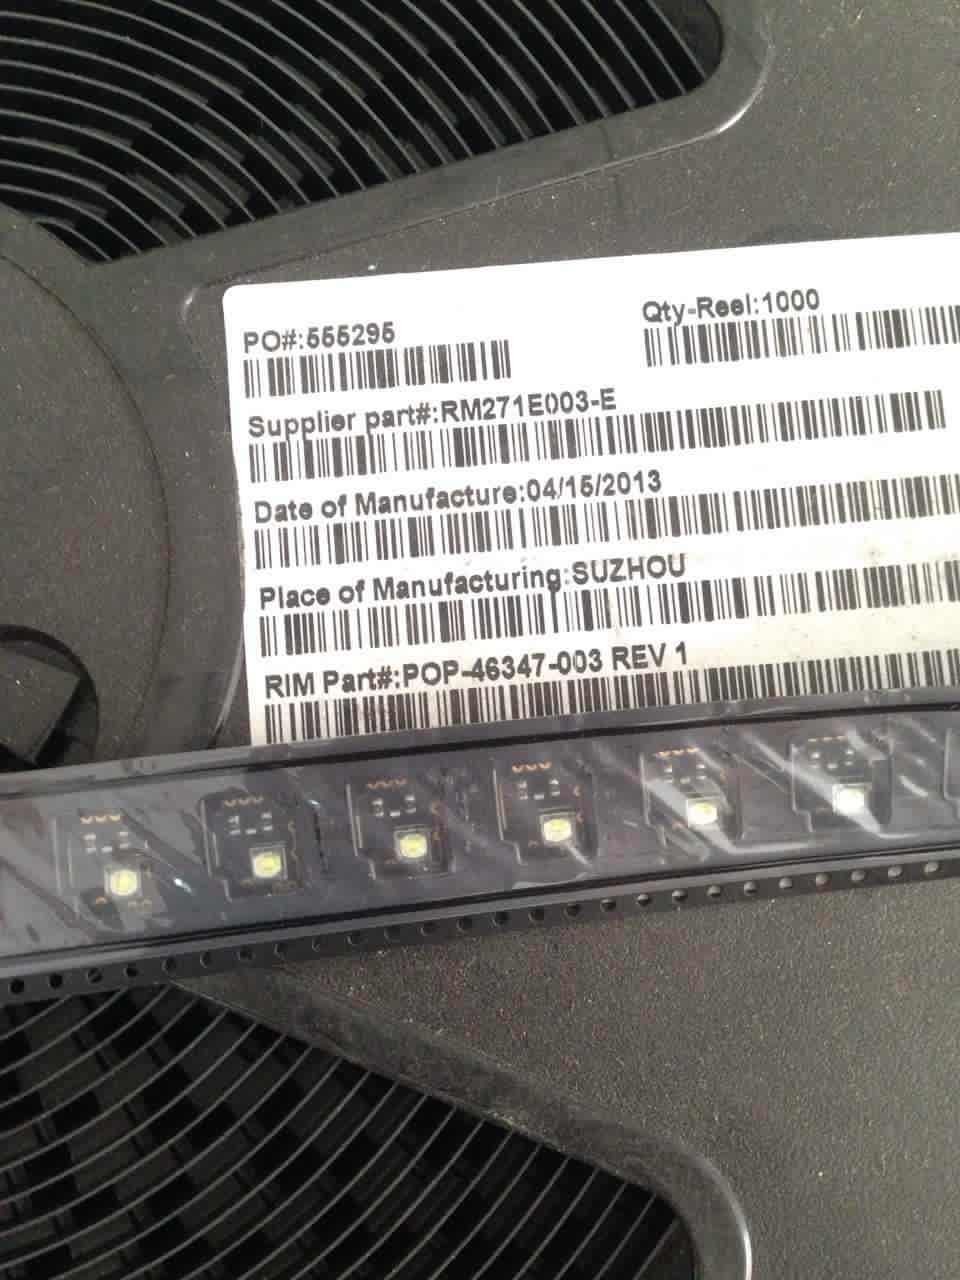 PO#:555295
Qty-Reel:1000
Supplier part#:RM271E003-E
Date of Manufacture:04/15/2013
Place of Manufacturing:SUZHOU
RIM Part#:POP-46347-003 REV 1